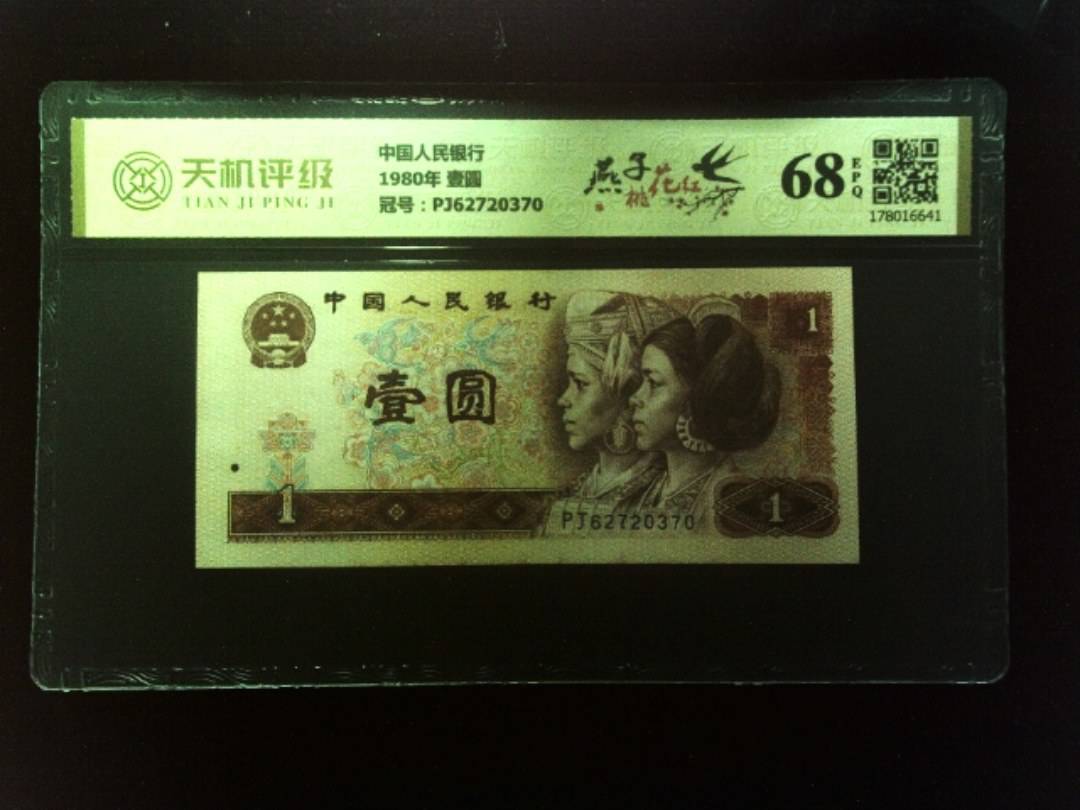 天机评级
TIAN JI PING JI
中国人民银行
1980年 壹圆
冠号：PJ62720370
燕子
桃花红
68
EPQ
178016641
中国人民银行
1
壹圆
1
PJ62720370
1